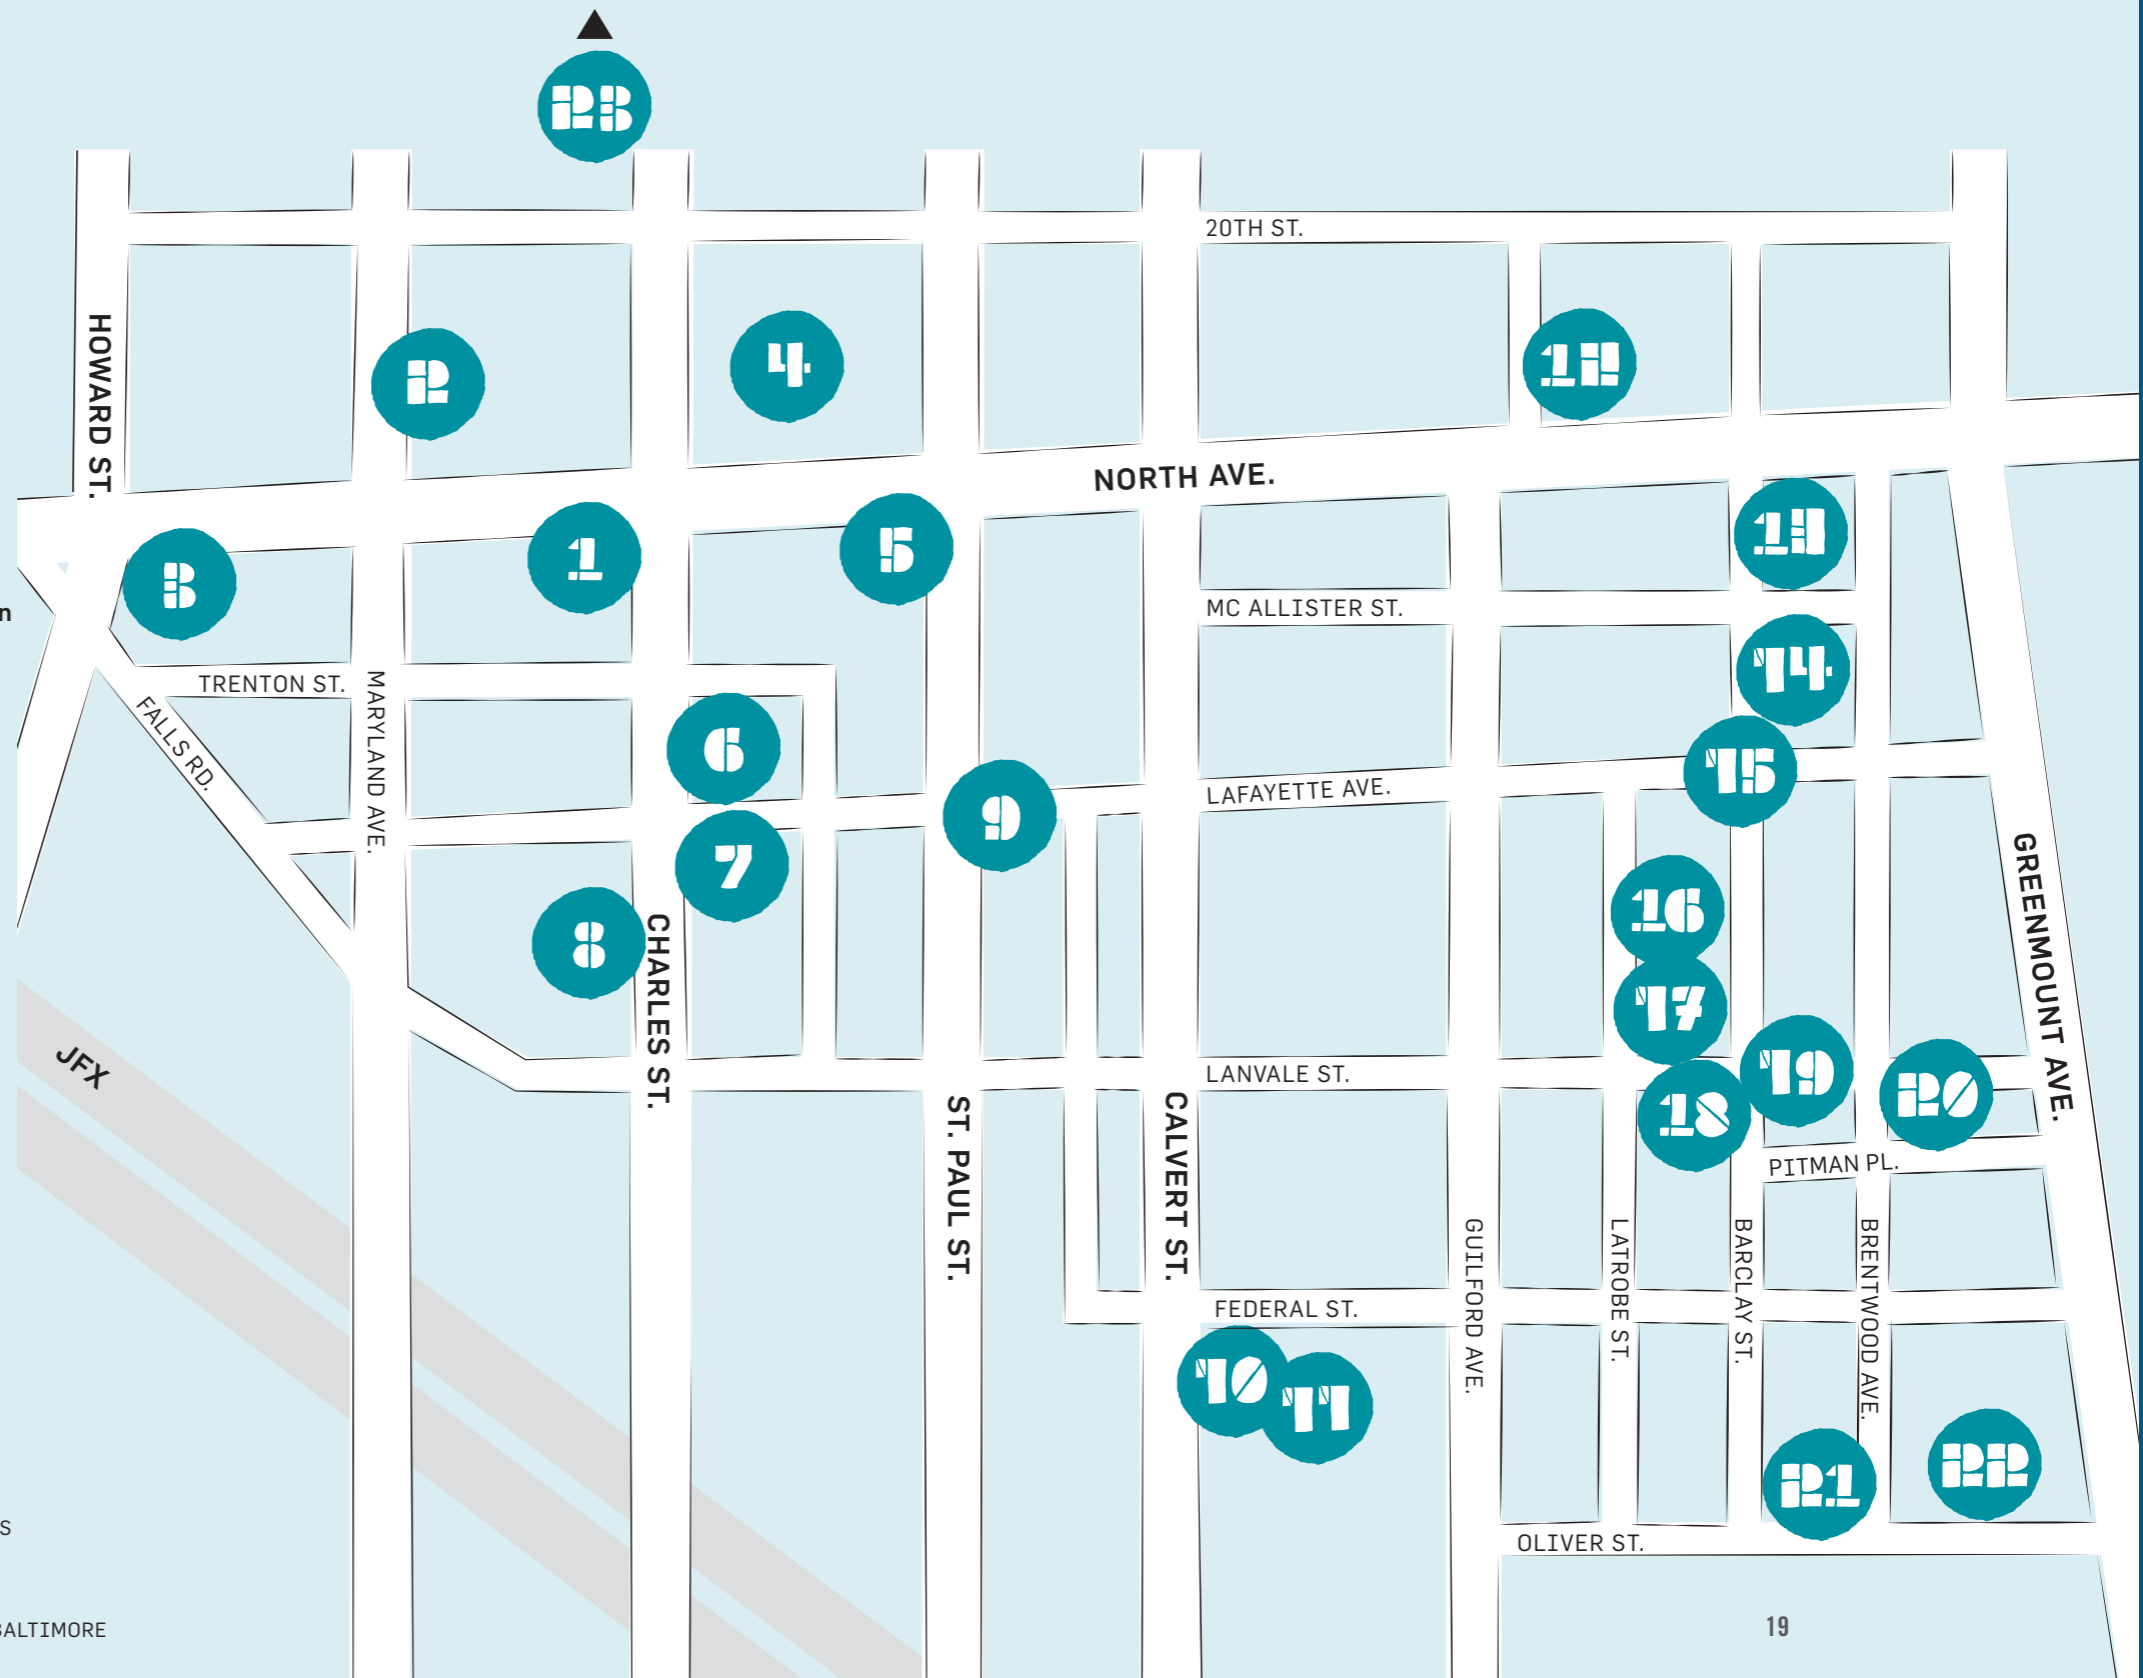 23
20TH ST.
HOWARD ST.
2
4
12
NORTH AVE.
3
1
5
13
n
MC ALLISTER ST.
14
TRENTON ST.
MARYLAND AVE.
FALLS RD.
6
15
LAFAYETTE AVE.
9
7
GREENMOUNT AVE.
8
CHARLES ST.
16
17
JFX
LANVALE ST.
19
20
18
ST. PAUL ST.
CALVERT ST.
PITMAN PL.
GUILFORD AVE.
LATROBE ST.
BARCLAY ST.
BRENTWOOD AVE.
FEDERAL ST.
10
11
21
22
S
OLIVER ST.
BALTIMORE
19